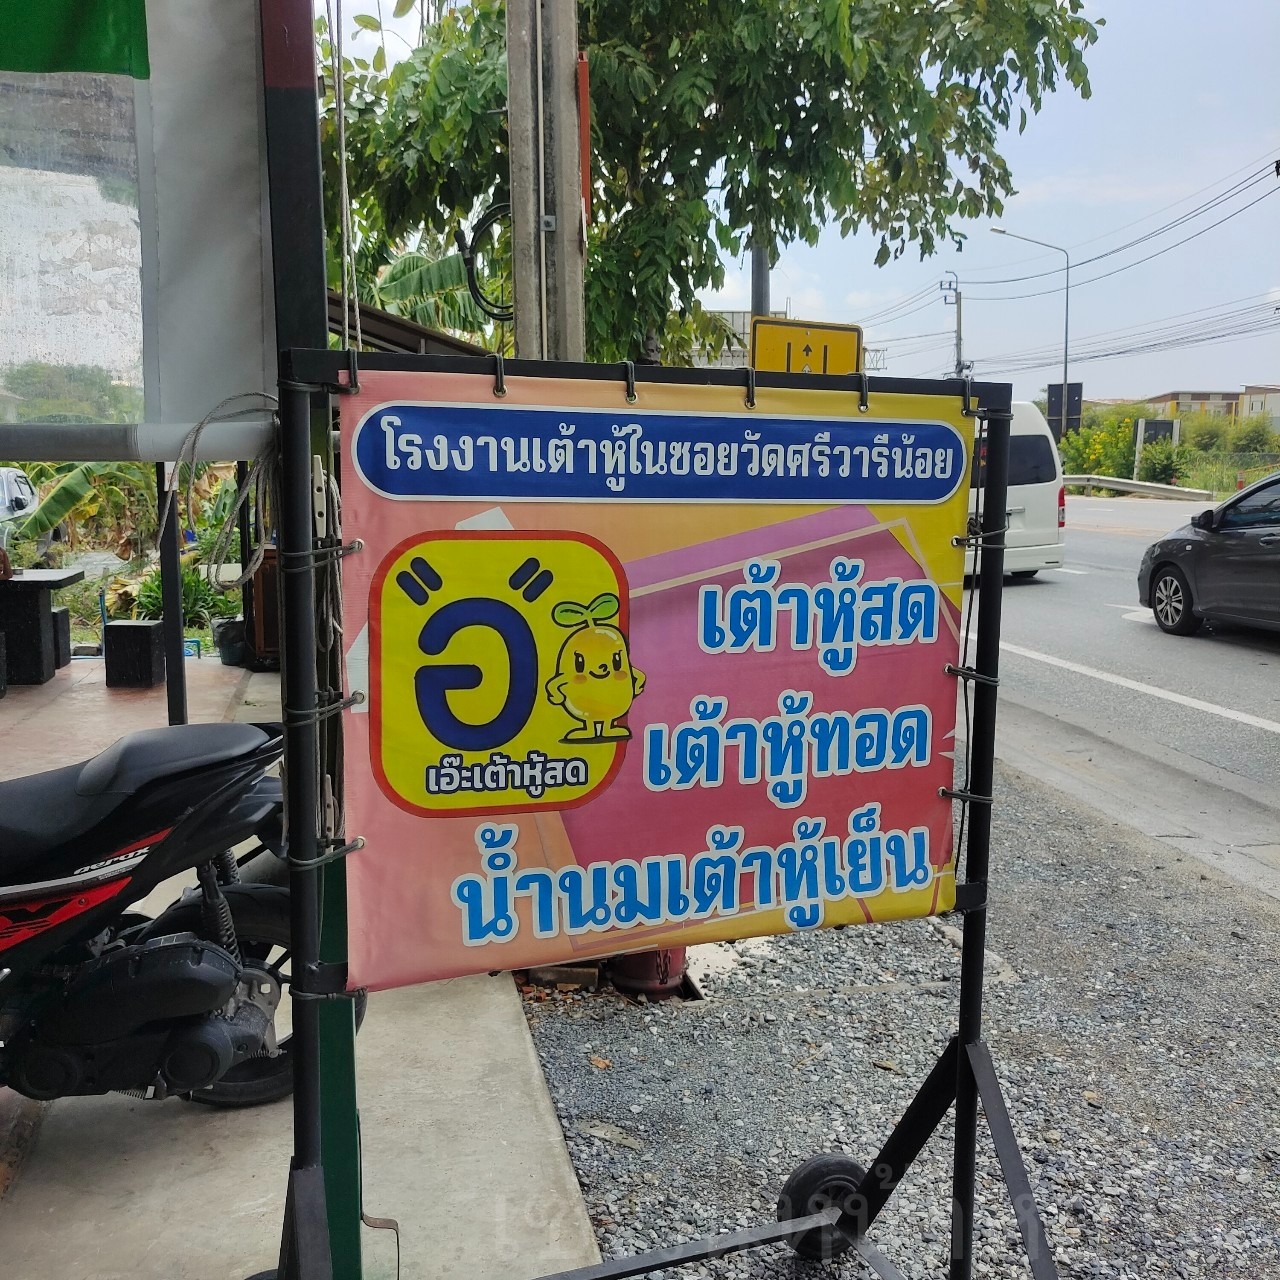 โรงงานเต้าหู้ในซอยวัดศรีวารีน้อย
อ
เอ๊ะเต้าหู้สด
เต้าหู้สด
เต้าหู้ทอด
น้ำนมเต้าหู้เย็น
aerox